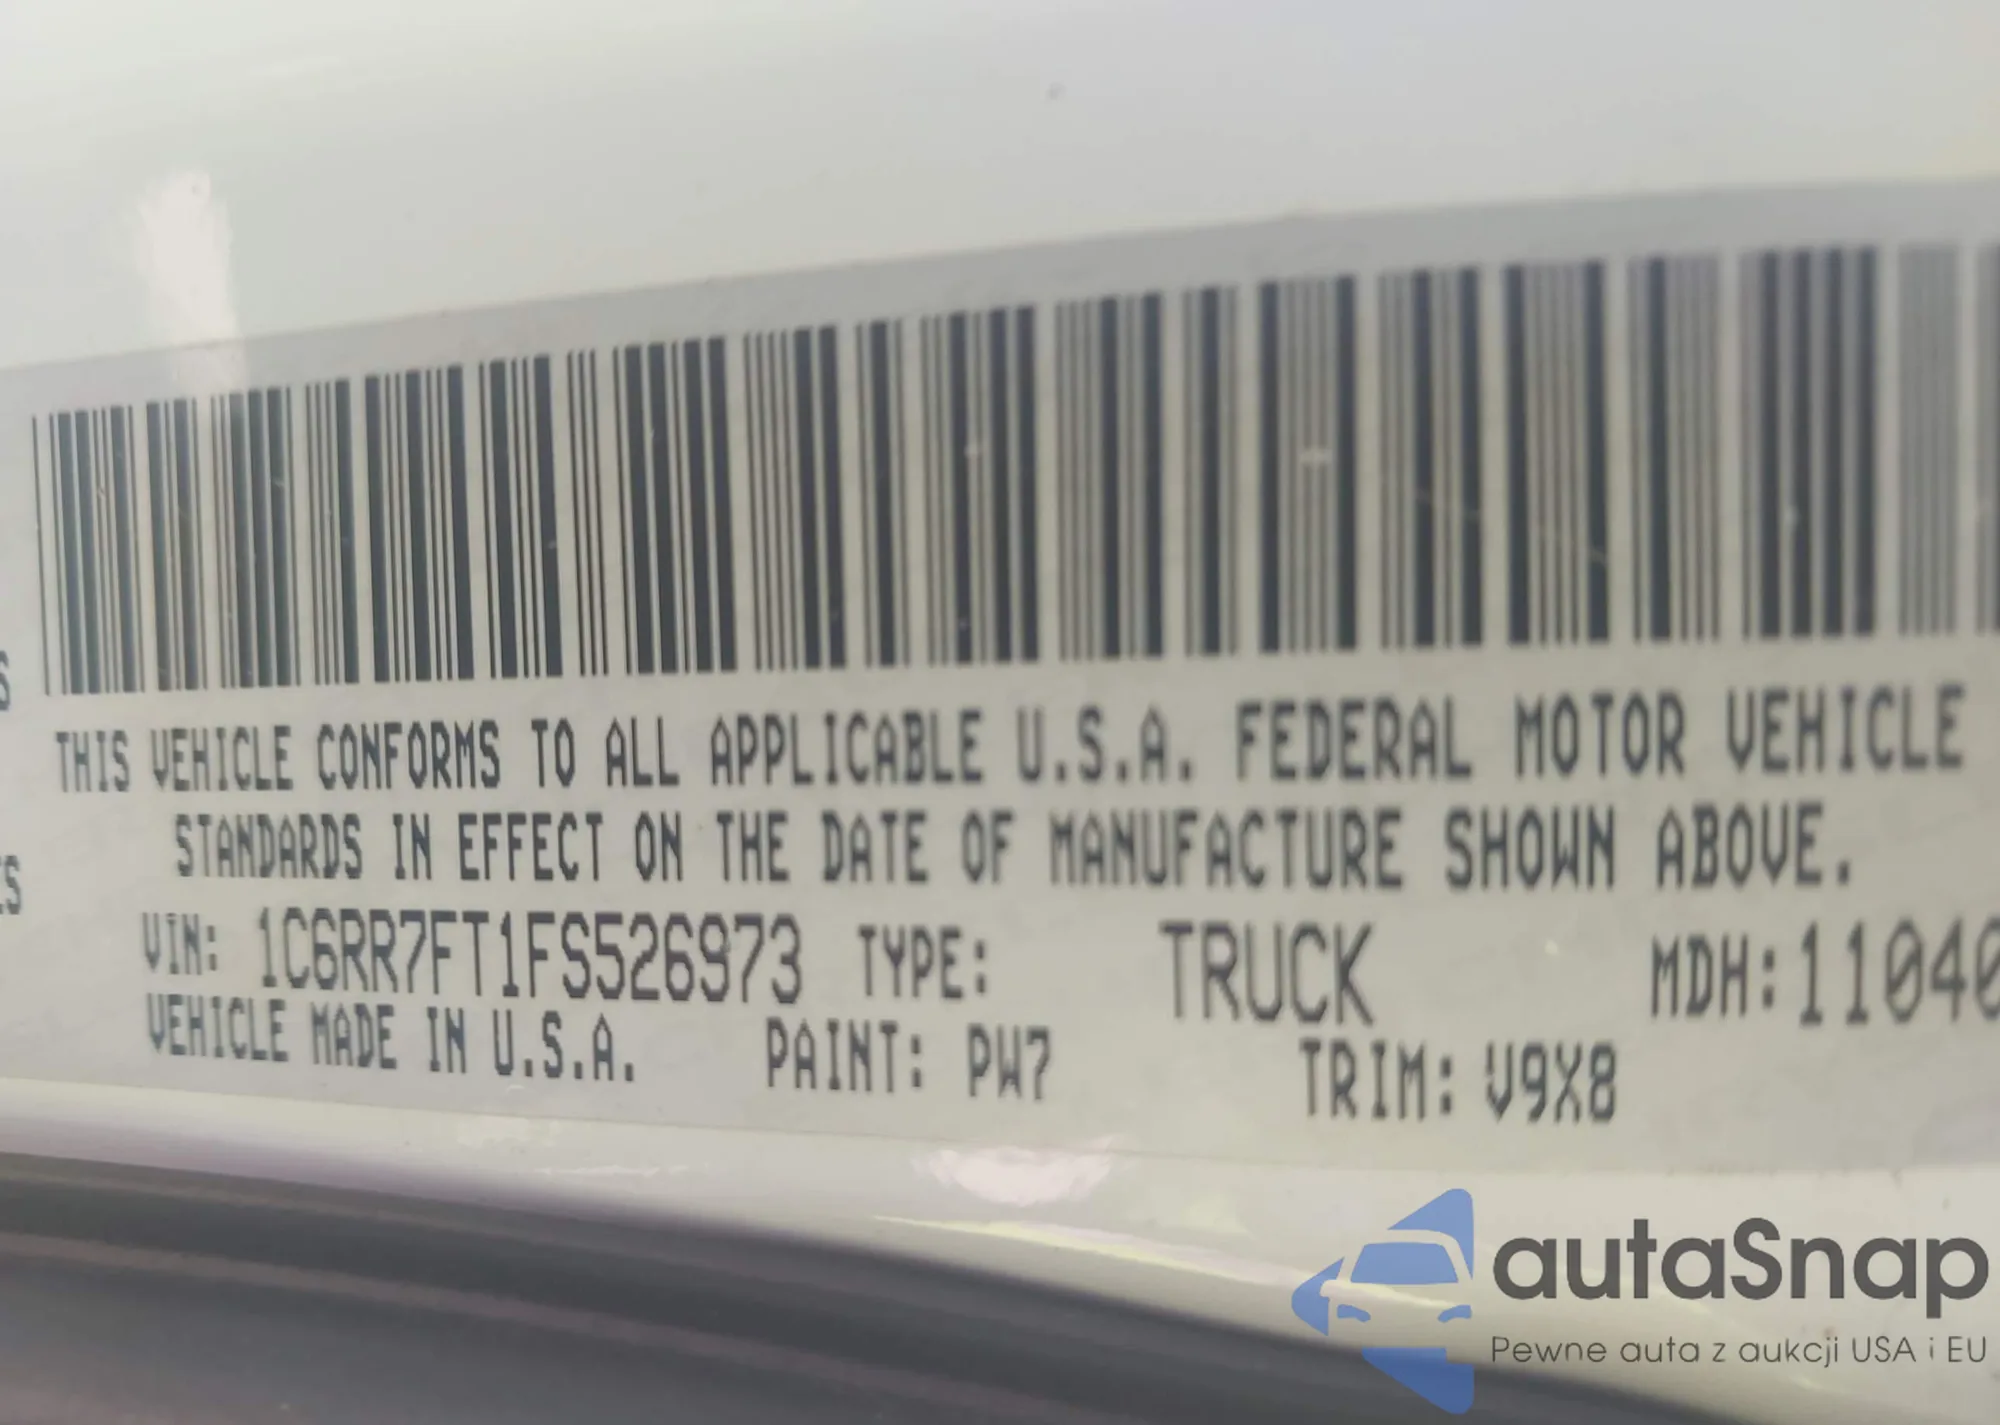 THIS VEHICLE CONFORMS TO ALL APPLICABLE U.S.A. FEDERAL MOTOR VEHICLE
STANDARDS IN EFFECT ON THE DATE OF MANUFACTURE SHOWN ABOVE.
VIN: 1C6RR7FT1FS526973 TYPE: TRUCK MDH:11040
VEHICLE MADE IN U.S.A. PAINT: PW7 TRIM: V9X8
autaSnap
Pewne auta z aukcji USA i EU